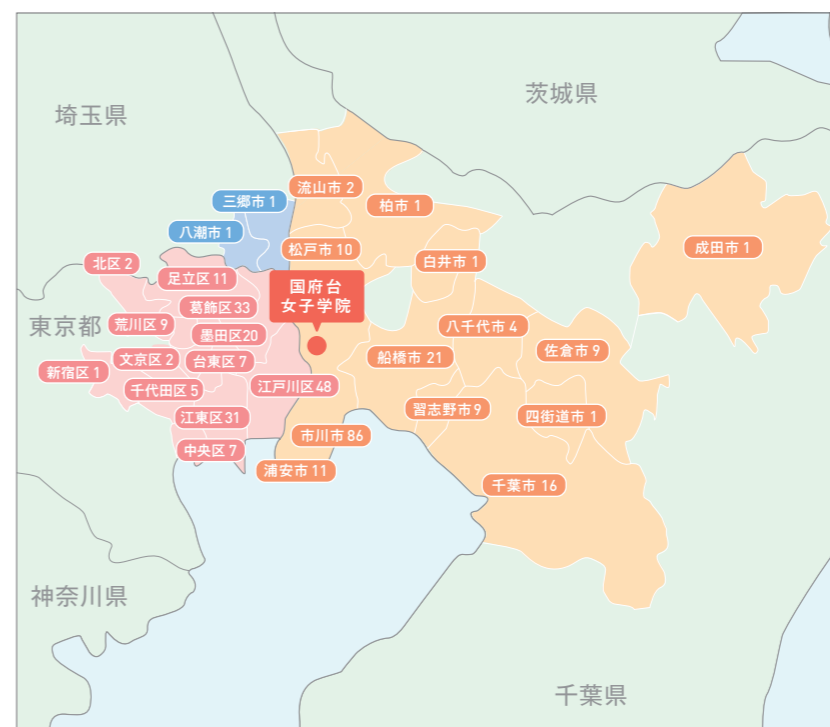 茨城県
埼玉県
流山市 2
三郷市 1
柏市 1
八潮市 1
松戸市 10
成田市 1
白井市 1
北区 2
足立区 11
国府台
女子学院
葛飾区 33
東京都
荒川区 9
八千代市 4
墨田区20
佐倉市 9
船橋市 21
文京区 2
台東区 7
新宿区 1
千代田区 5
江戸川区48
江東区31
習志野市9
四街道市 1
市川市86
中央区 7
浦安市 11
千葉市 16
神奈川県
千葉県